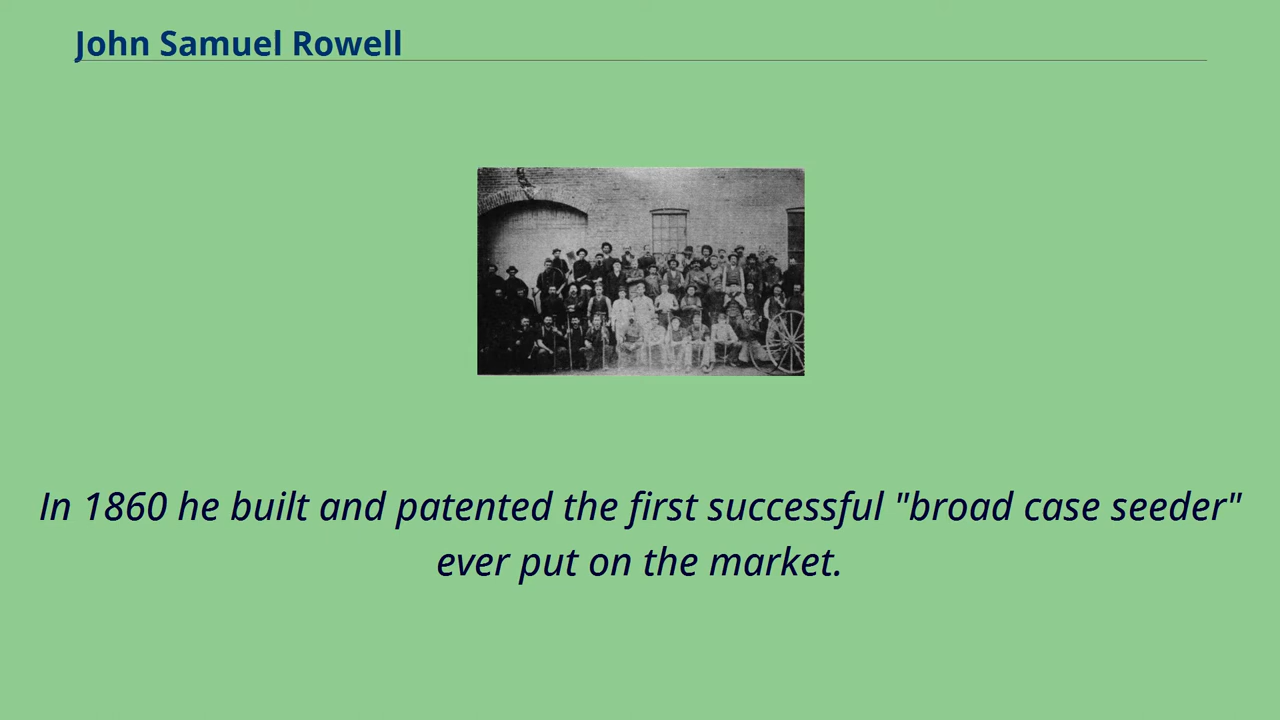 John Samuel Rowell
In 1860 he built and patented the first successful "broad case seeder"
ever put on the market.